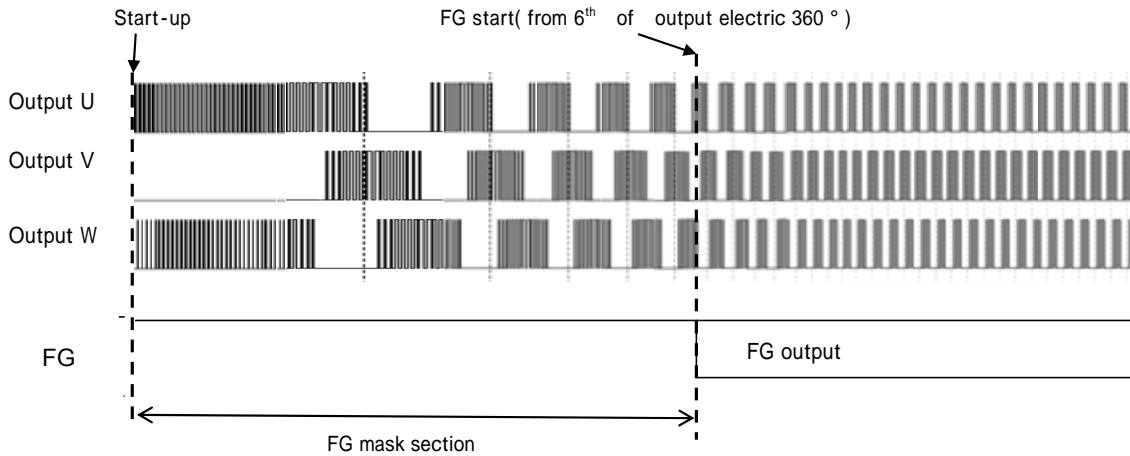 Start-up
FG start( from 6th of output electric 360 ° )
Output U
Output V
Output W
FG
FG output
FG mask section